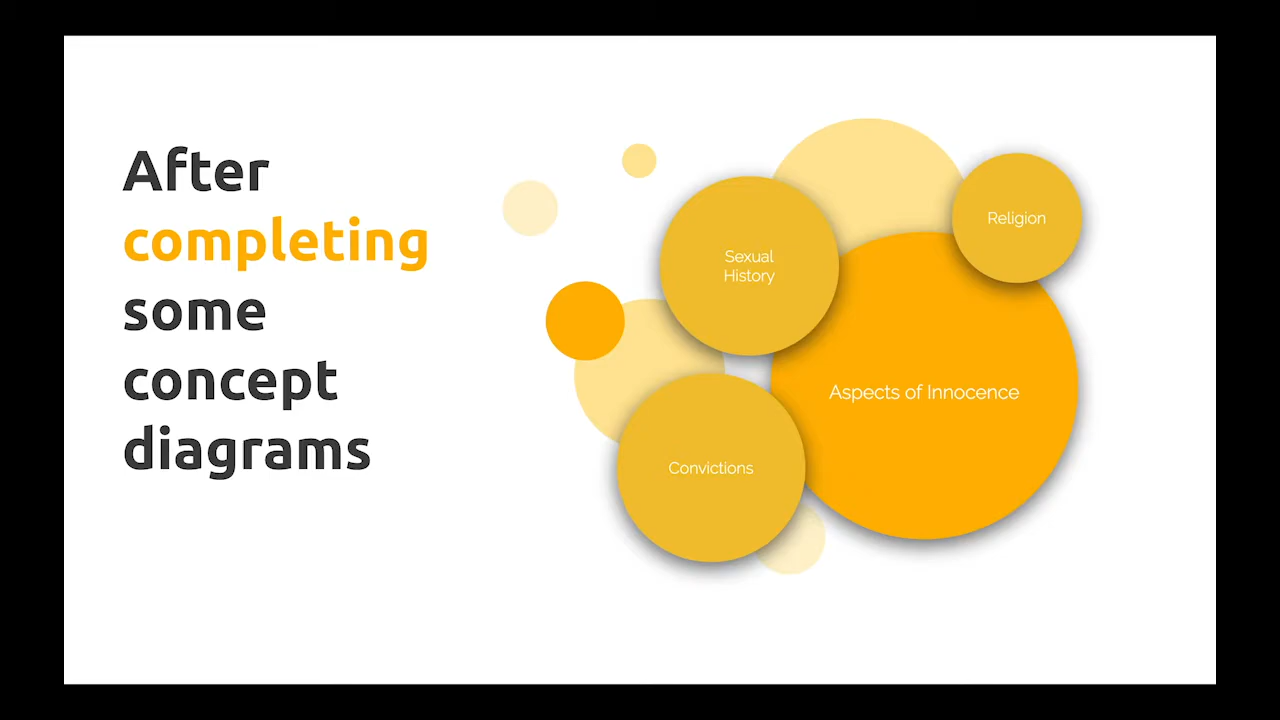 After
completing
some
concept
diagrams
Religion
Sexual
History
Aspects of Innocence
Convictions